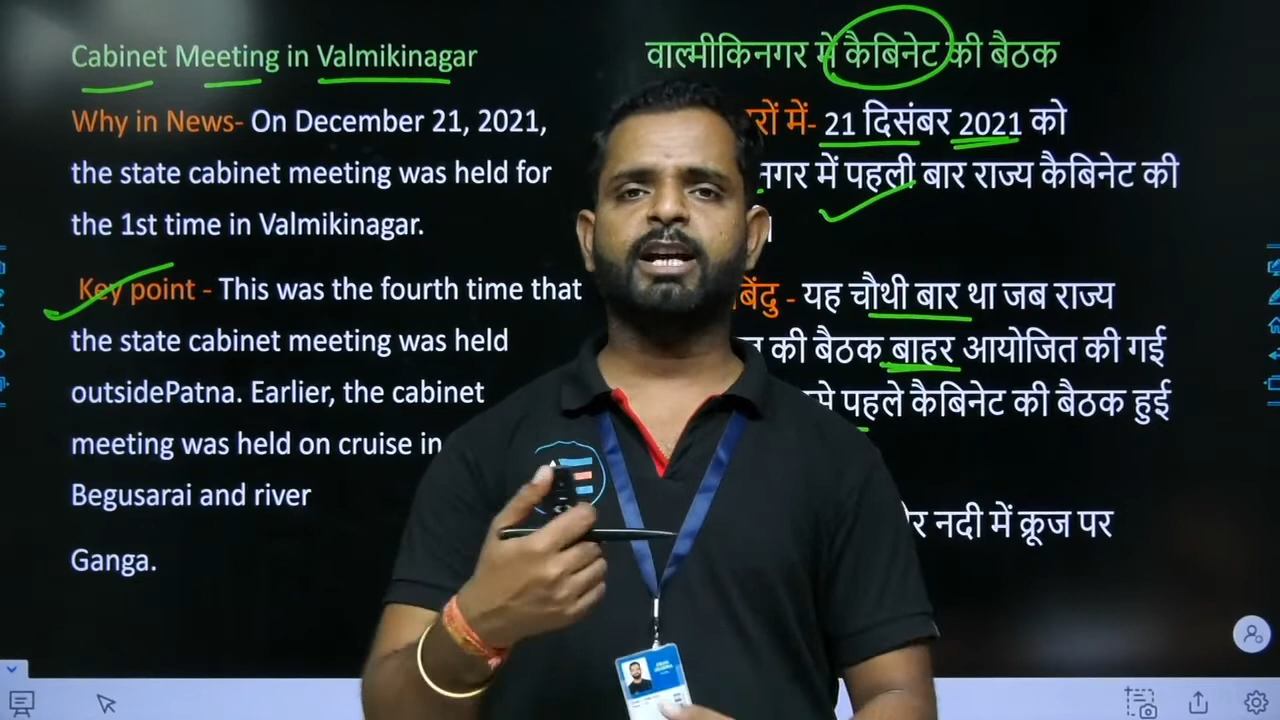 Cabinet Meeting in Valmikinagar
Why in News- On December 21, 2021,
the state cabinet meeting was held for
the 1st time in Valmikinagar.
Key point - This was the fourth time that
the state cabinet meeting was held
outsidePatna. Earlier, the cabinet
meeting was held on cruise in
Begusarai and river
Ganga.
वाल्मीकिनगर में कैबिनेट की बैठक
में- 21 दिसंबर 2021 को
में पहली बार राज्य कैबिनेट की
यह चौथी बार था जब राज्य
की बैठक बाहर आयोजित की गई
पहले कैबिनेट की बैठक हुई
नदी में क्रूज पर